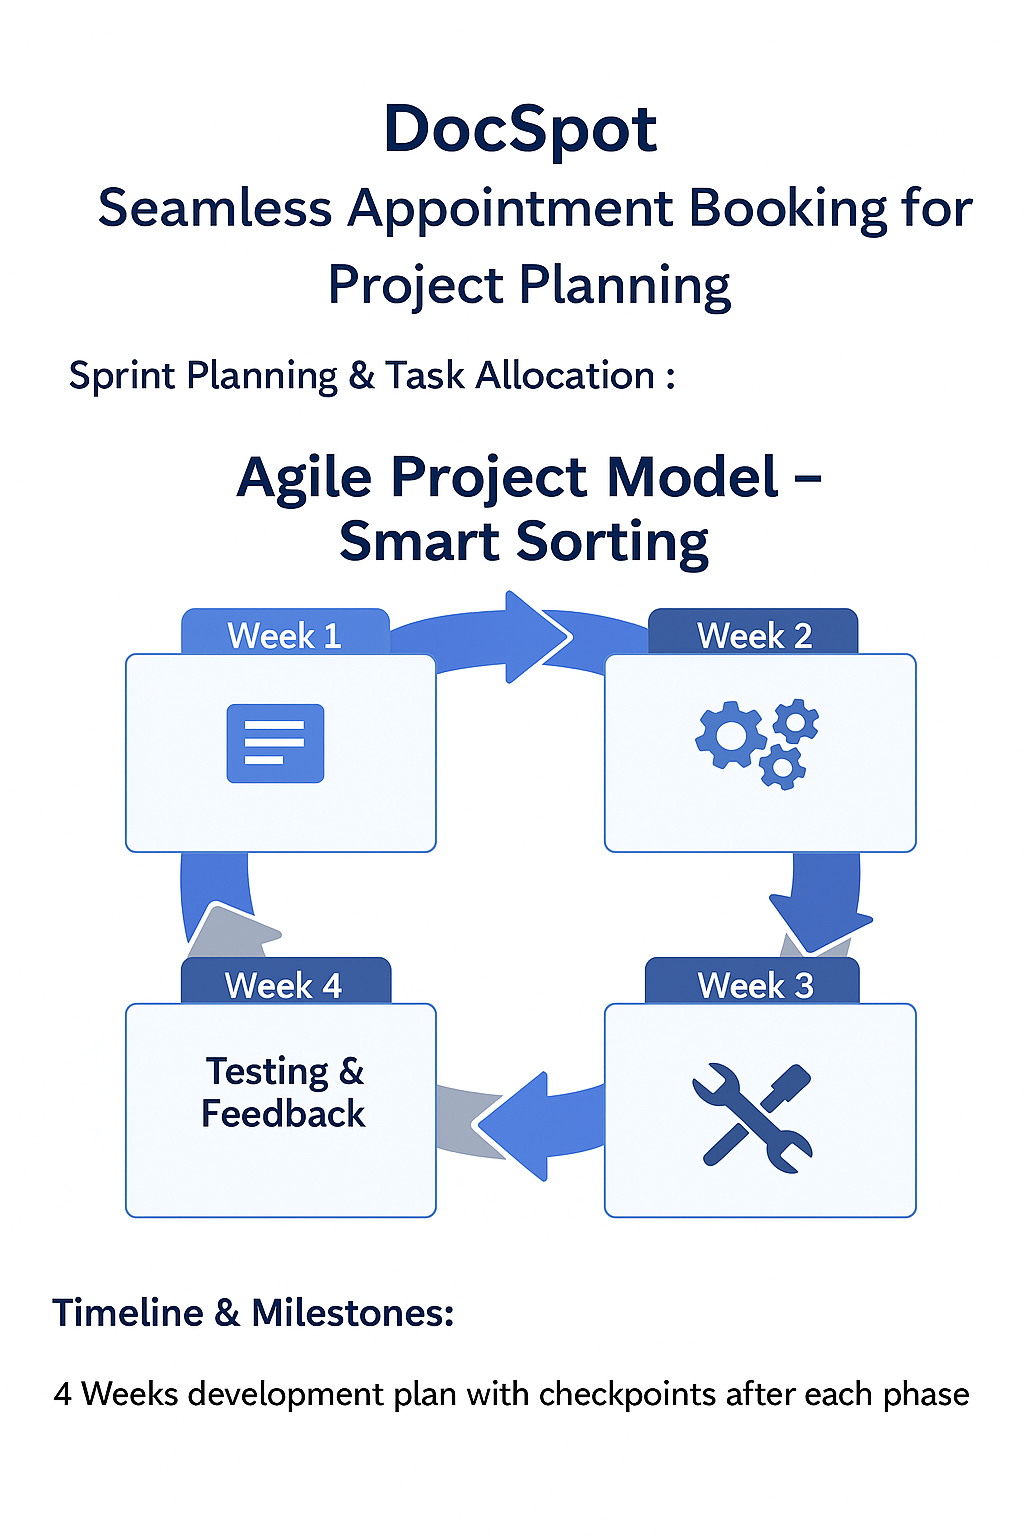 DocSpot
Seamless Appointment Booking for
Project Planning
Sprint Planning & Task Allocation :
Agile Project Model –
Smart Sorting
Week 1
Week 2
Week 4
Week 3
Testing &
Feedback
Timeline & Milestones:
4 Weeks development plan with checkpoints after each phase